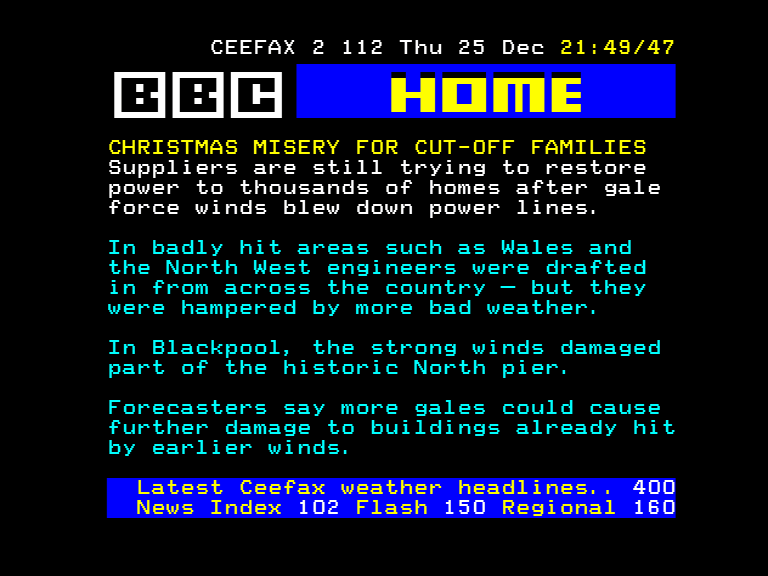 CEEFAX 2 112 Thu 25 Dec 21:49/47
BBC HOME
CHRISTMAS MISERY FOR CUT-OFF FAMILIES
Suppliers are still trying to restore
power to thousands of homes after gale
force winds blew down power lines.
In badly hit areas such as Wales and
the North West engineers were drafted
in from across the country — but they
were hampered by more bad weather.
In Blackpool, the strong winds damaged
part of the historic North pier.
Forecasters say more gales could cause
further damage to buildings already hit
by earlier winds.
Latest Ceefax weather headlines.. 400
News Index 102 Flash 150 Regional 160